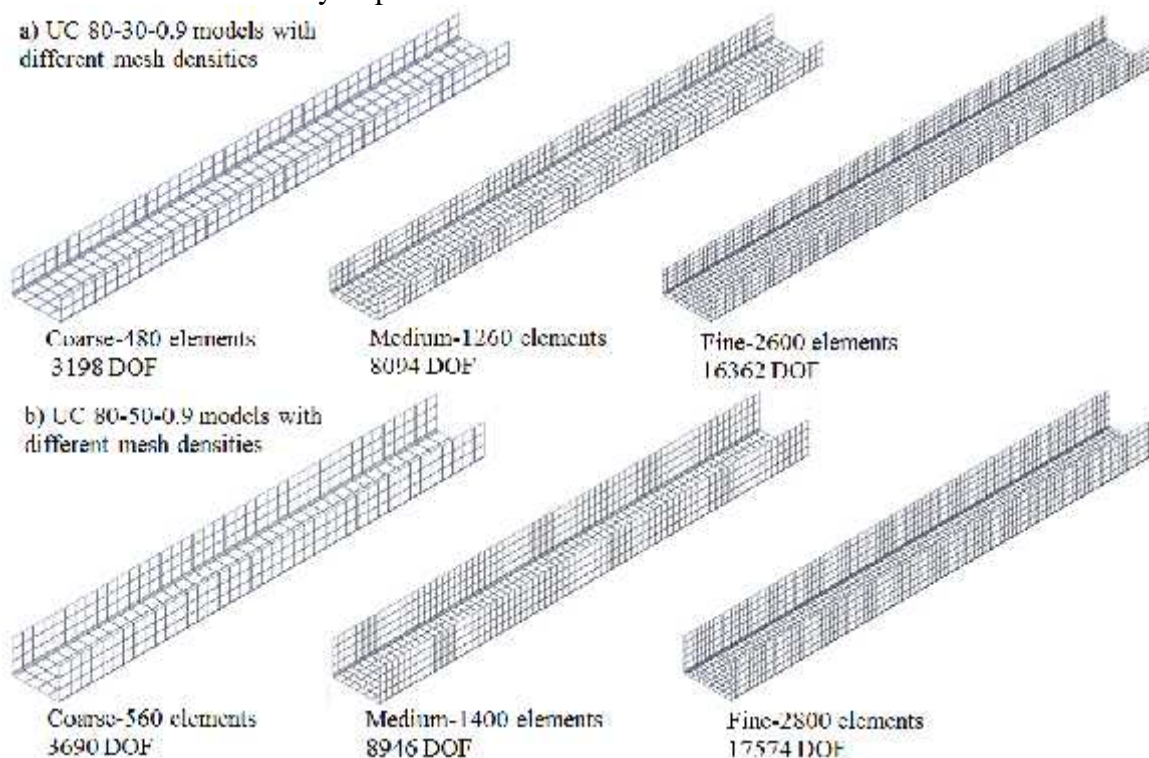 a) UC 80-30-0.9 models with
different mesh densities
Coarse-480 elements
3198 DOF
Medium-1260 elements
8094 DOF
Fine-2600 elements
16362 DOF
b) UC 80-50-0.9 models with
different mesh densities
Coarse-560 elements
3690 DOF
Medium-1400 elements
8946 DOF
Fine-2800 elements
17574 DOF